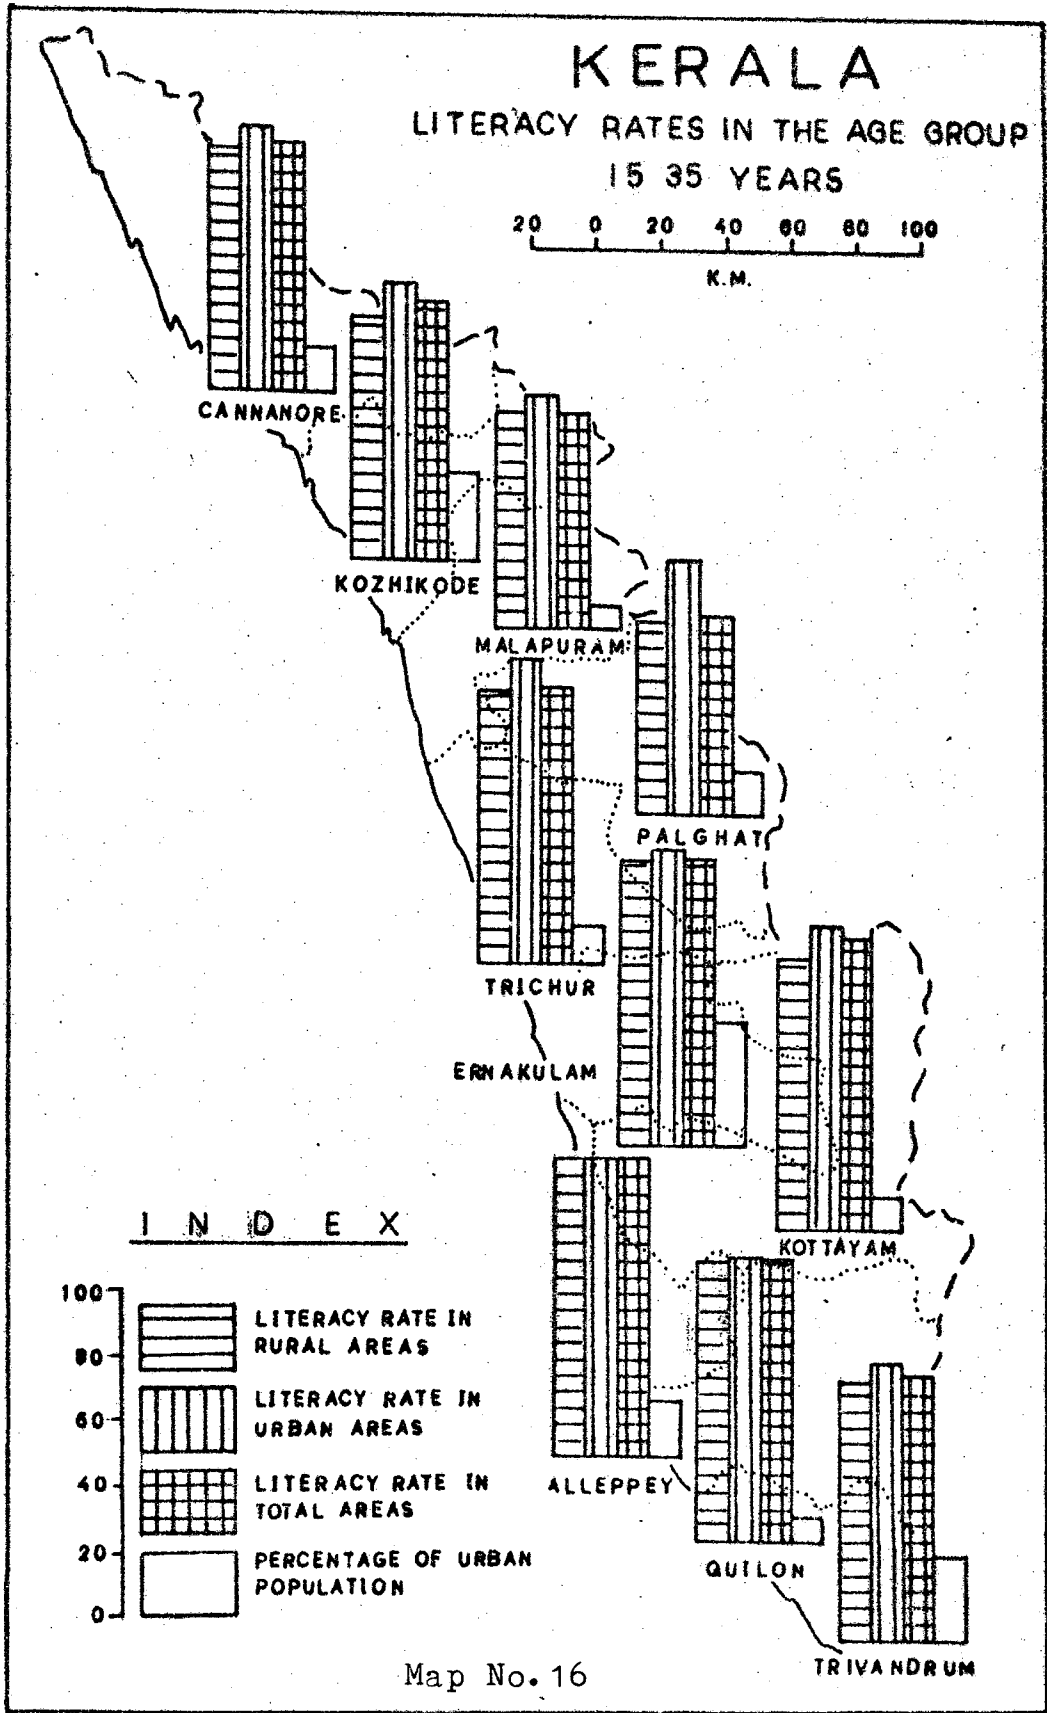 KERALA
LITERACY RATES IN THE AGE GROUP
15 35 YEARS
20 0 20 40 60 80 100
K.M.
CANNANORE
KOZHIKODE
MALAPURAM
PALGHAT
TRICHUR
ERNAKULAM
KOTTAYAM
ALLEPPEY
QUILON
TRIVANDRUM
INDEX
100
80
60
40
20
0
LITERACY RATE IN
RURAL AREAS
LITERACY RATE IN
URBAN AREAS
LITERACY RATE IN
TOTAL AREAS
PERCENTAGE OF URBAN
POPULATION
Map No. 16